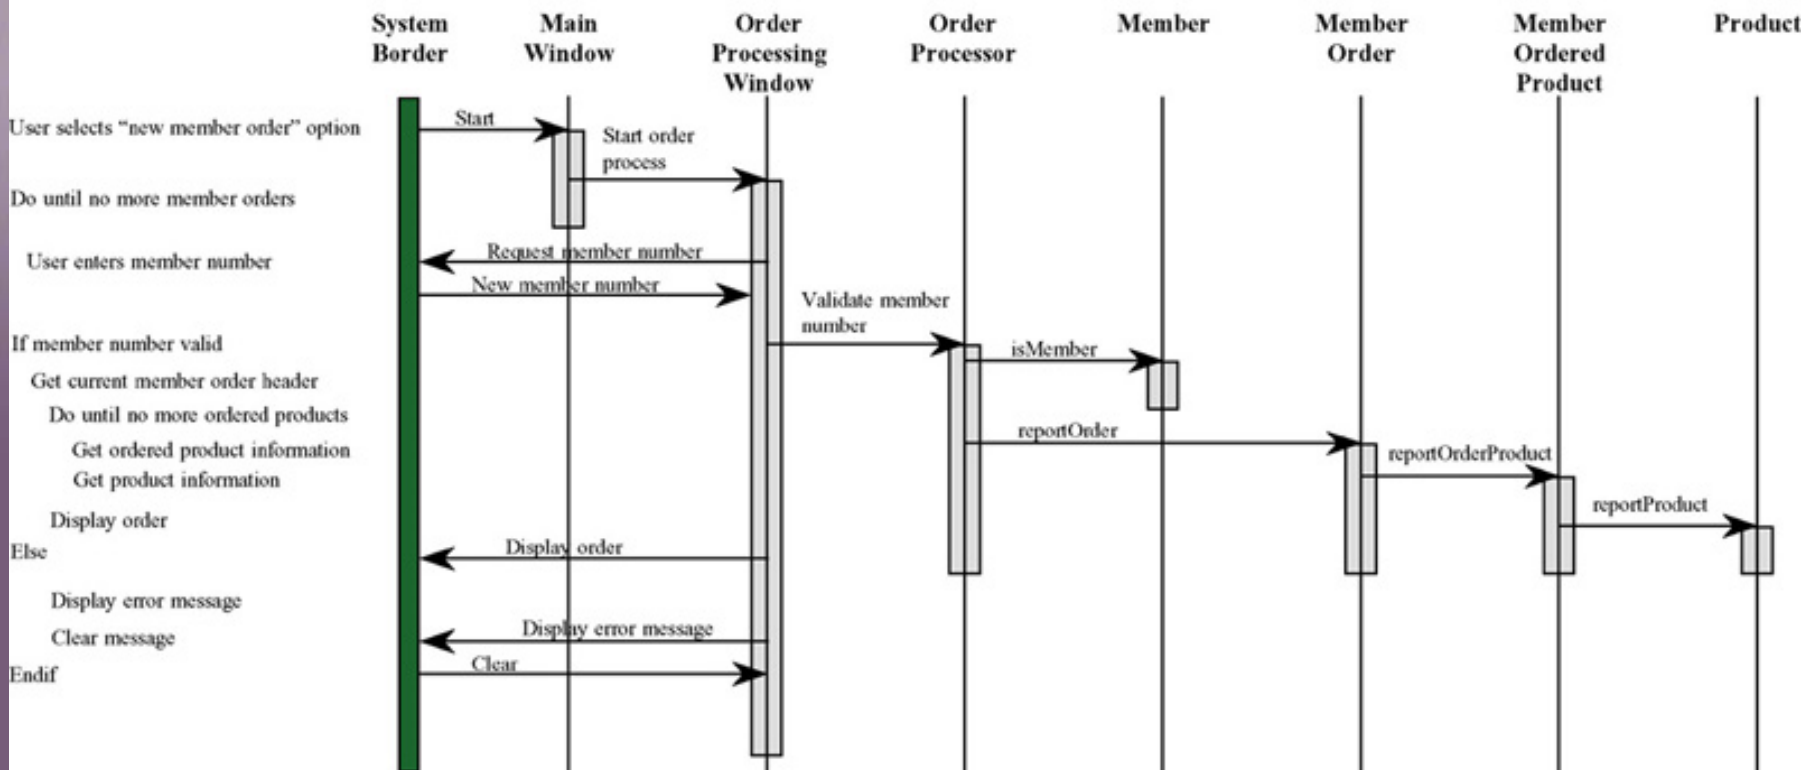 System
Border
Main
Window
Order
Processing
Window
Order
Processor
Member
Member
Order
Member
Ordered
Product
Product
User selects “new member order” option
Start
Start order
process
Do until no more member orders
Request member number
User enters member number
New member number
Validate member
number
If member number valid
isMember
Get current member order header
Do until no more ordered products
reportOrder
Get ordered product information
reportOrderProduct
Get product information
reportProduct
Display order
Else
Display order
Display error message
Clear message
Display error message
Clear
Endif